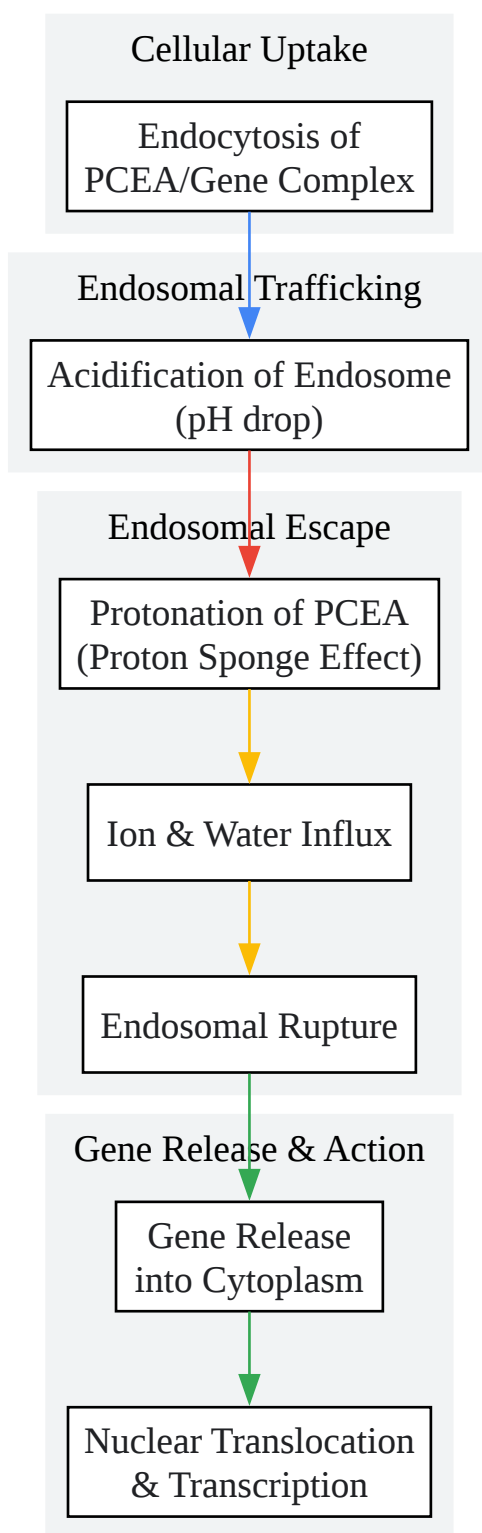 Cellular Uptake
Endocytosis of
PCEA/Gene Complex
Endosomal Trafficking
Acidification of Endosome
(pH drop)
Endosomal Escape
Protonation of PCEA
(Proton Sponge Effect)
Ion & Water Influx
Endosomal Rupture
Gene Release & Action
Gene Release
into Cytoplasm
Nuclear Translocation
& Transcription